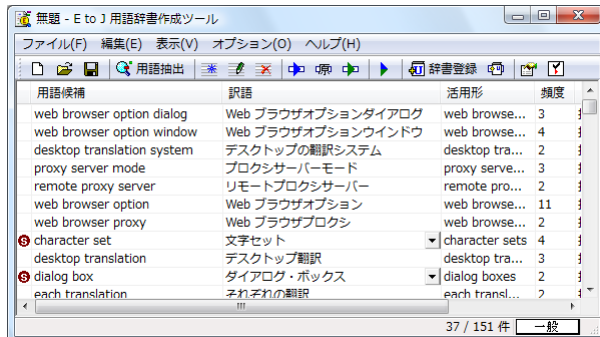 無題 - E to J 用語辞書作成ツール
ファイル(F) 編集(E) 表示(V) オプション(O) ヘルプ(H)
用語抽出 辞書登録
用語候補 訳語 活用形 頻度
web browser option dialog Web ブラウザオプションダイアログ web browse... 3
web browser option window Web ブラウザオプションウインドウ web browse... 4
desktop translation system デスクトップの翻訳システム desktop tra... 2
proxy server mode プロクシサーバーモード proxy serve... 3
remote proxy server リモートプロクシサーバー remote pro... 2
web browser option Web ブラウザオプション web browse... 11
web browser proxy Web ブラウザプロクシ web browse... 2
character set 文字セット character sets 4
desktop translation デスクトップ翻訳 desktop tra... 3
dialog box ダイアログ・ボックス dialog boxes 2
each translation それぞれの翻訳 each transl... 2
37 / 151 件 一般